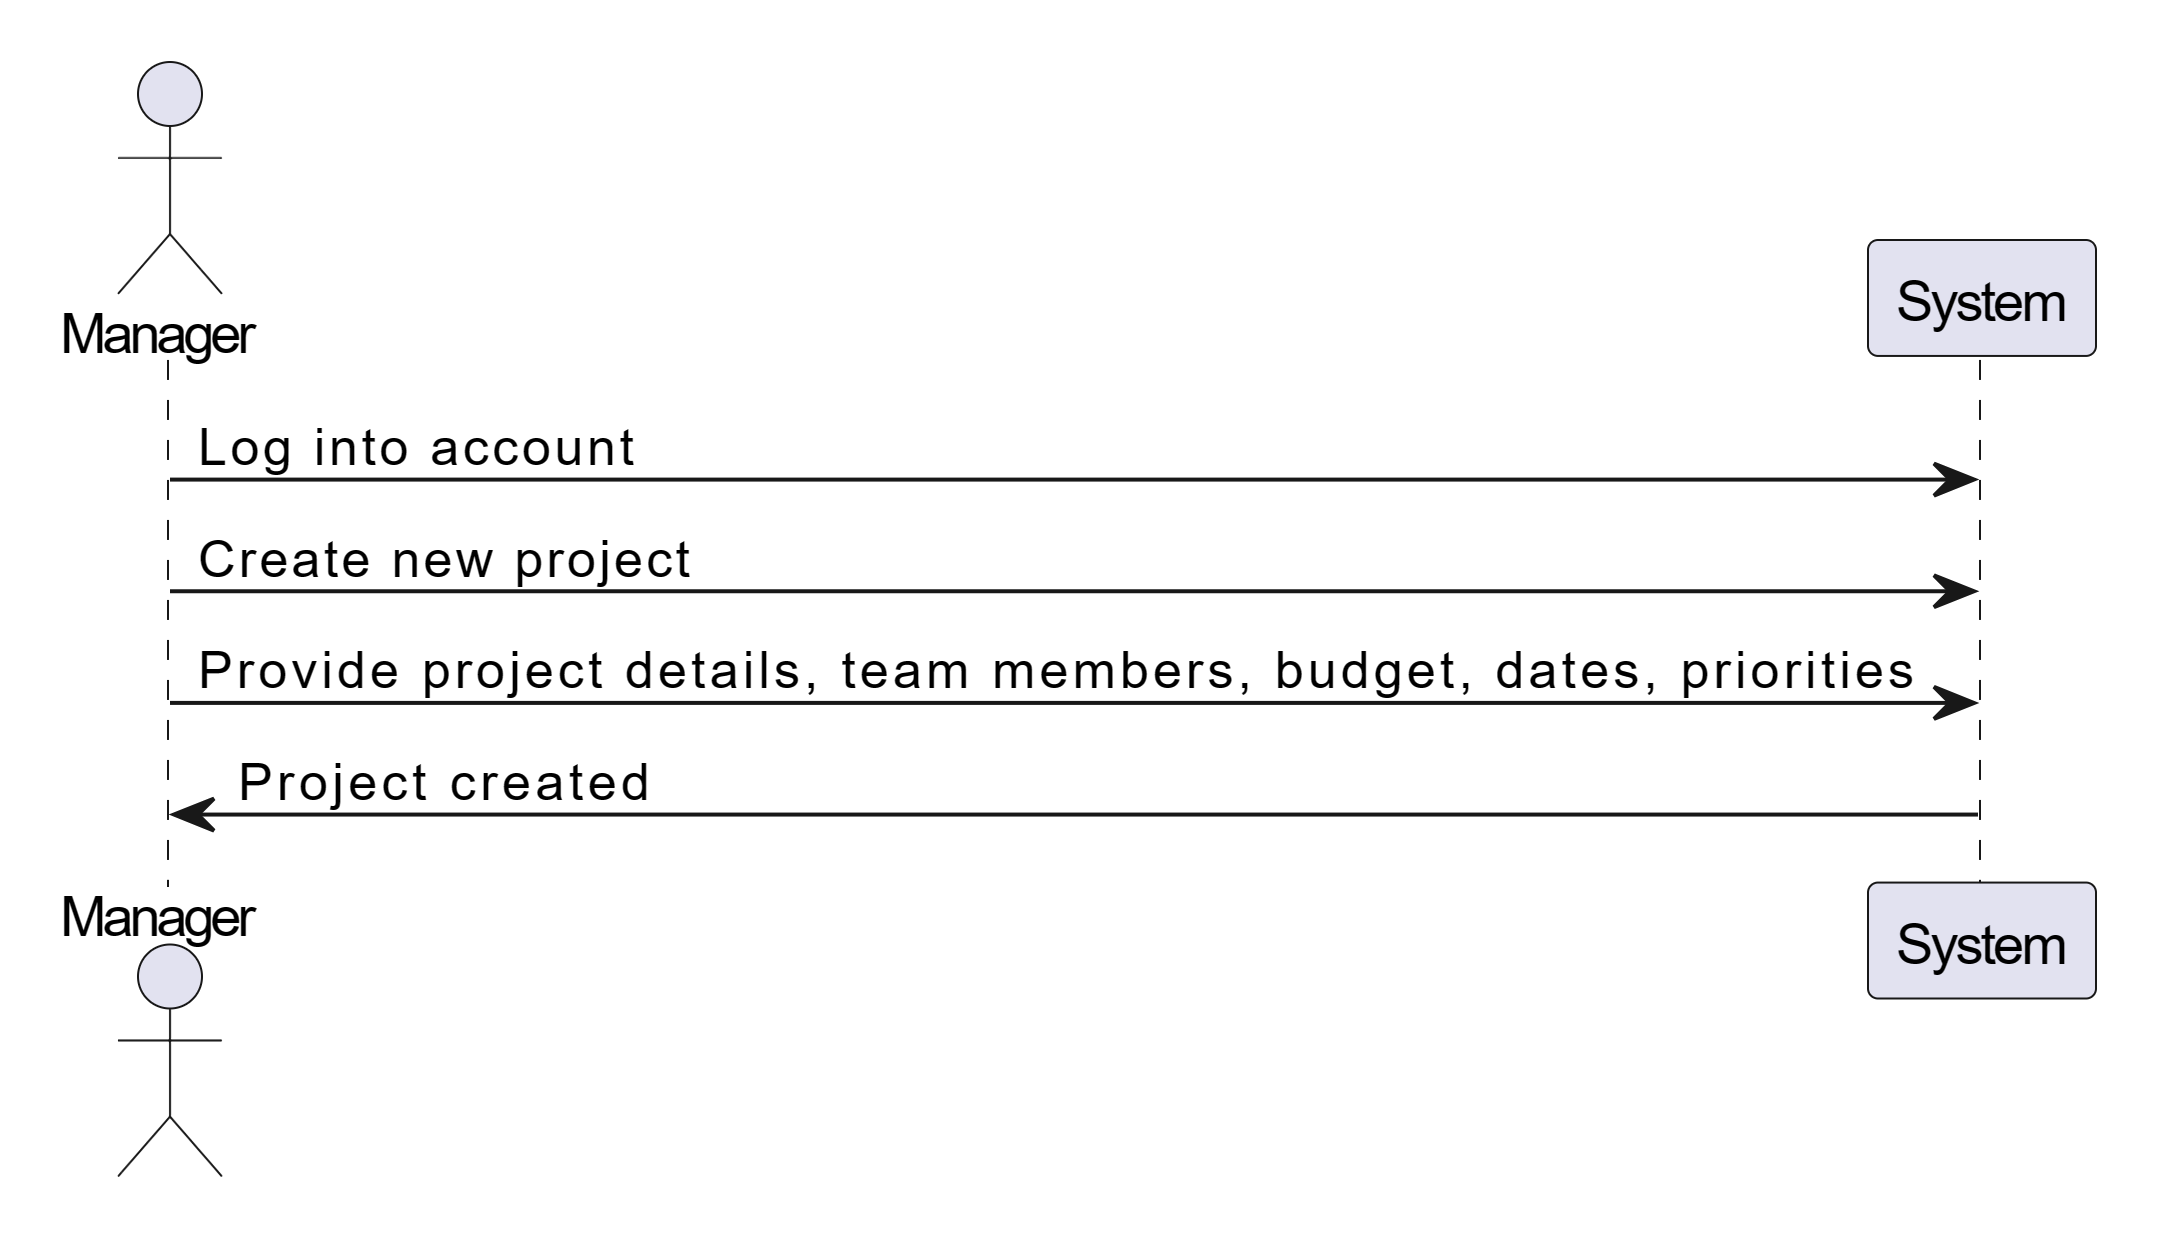 Manager
System
Log into account
Create new project
Provide project details, team members, budget, dates, priorities
Project created
Manager
System